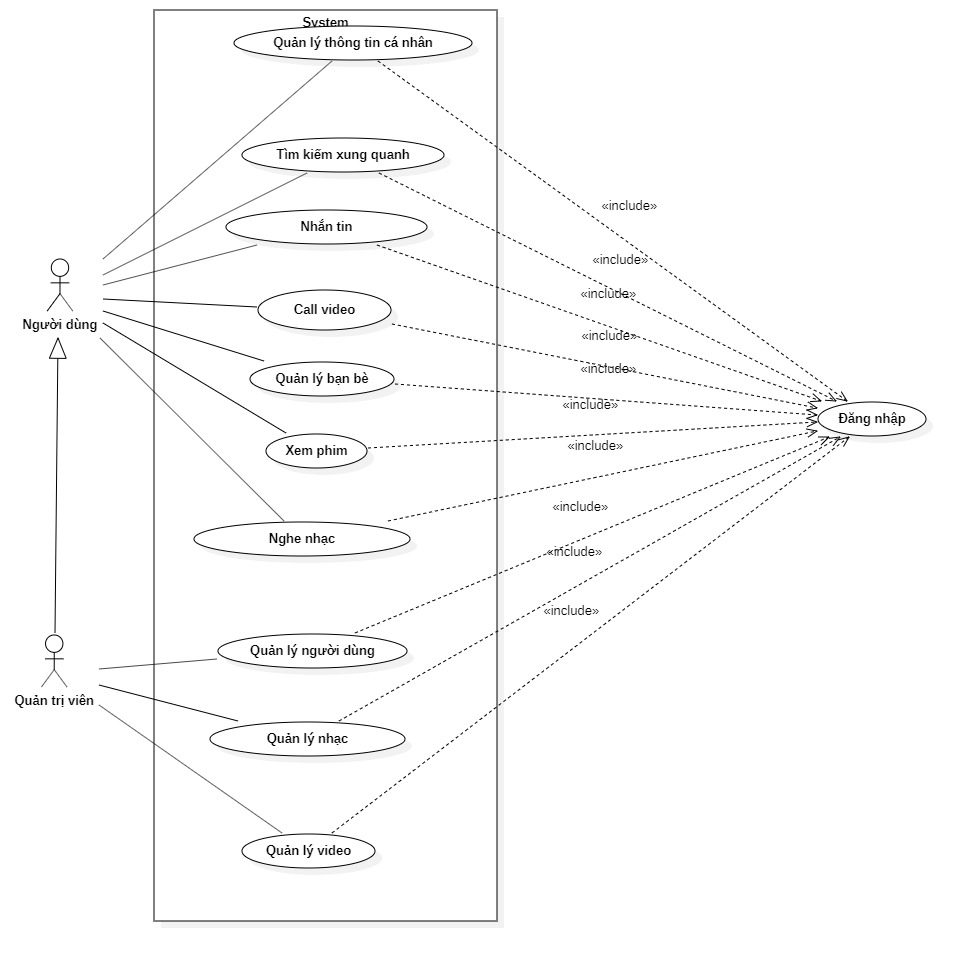 System
Quản lý thông tin cá nhân
Tìm kiếm xung quanh
«include»
Nhắn tin
«include»
«include»
Call video
Người dùng
«include»
«include»
Quản lý bạn bè
«include»
Đăng nhập
Xem phim
«include»
«include»
Nghe nhạc
«include»
«include»
Quản lý người dùng
Quản trị viên
Quản lý nhạc
Quản lý video